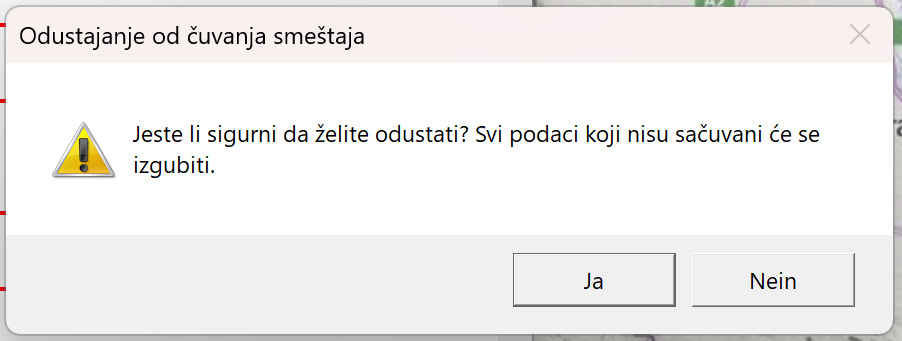 A2
Odustajanje od čuvanja smeštaja
Jeste li sigurni da želite odustati? Svi podaci koji nisu sačuvani će se
izgubiti.
Ja
Nein